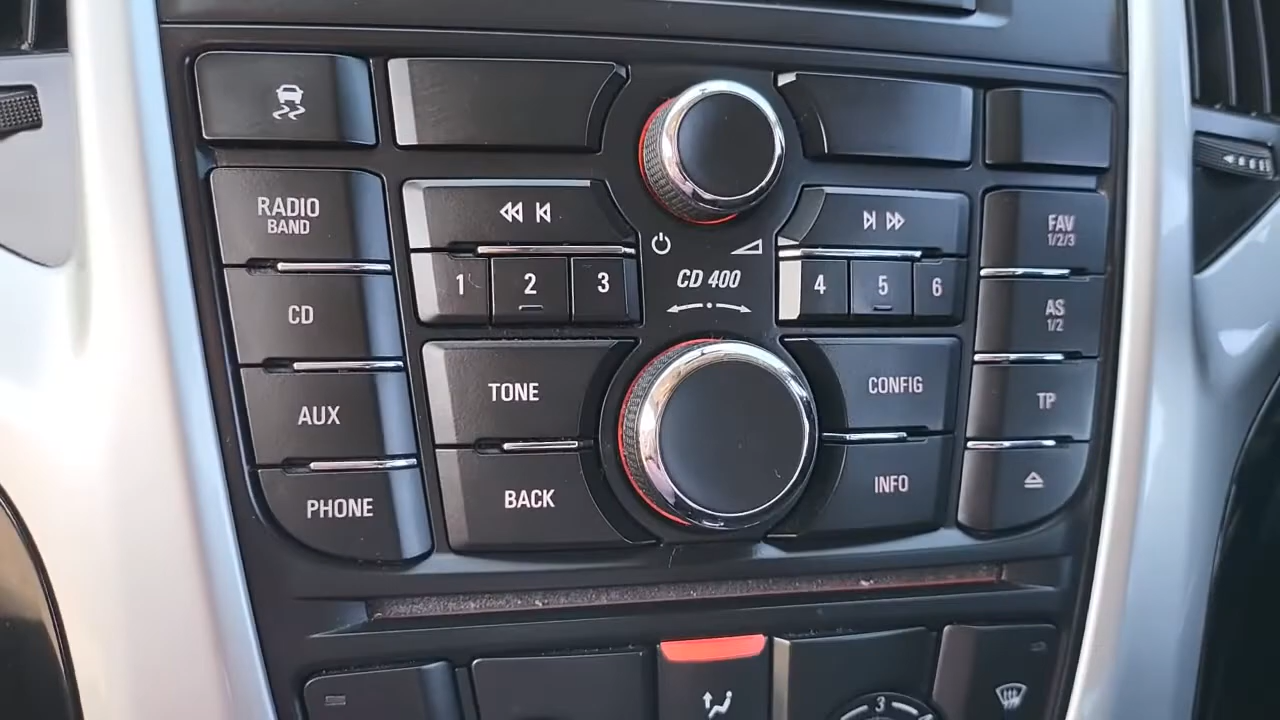 RADIO
BAND
FAV
1/2/3
1
2
3
CD 400
4
5
6
CD
AS
1/2
TONE
CONFIG
AUX
TP
BACK
INFO
PHONE
3